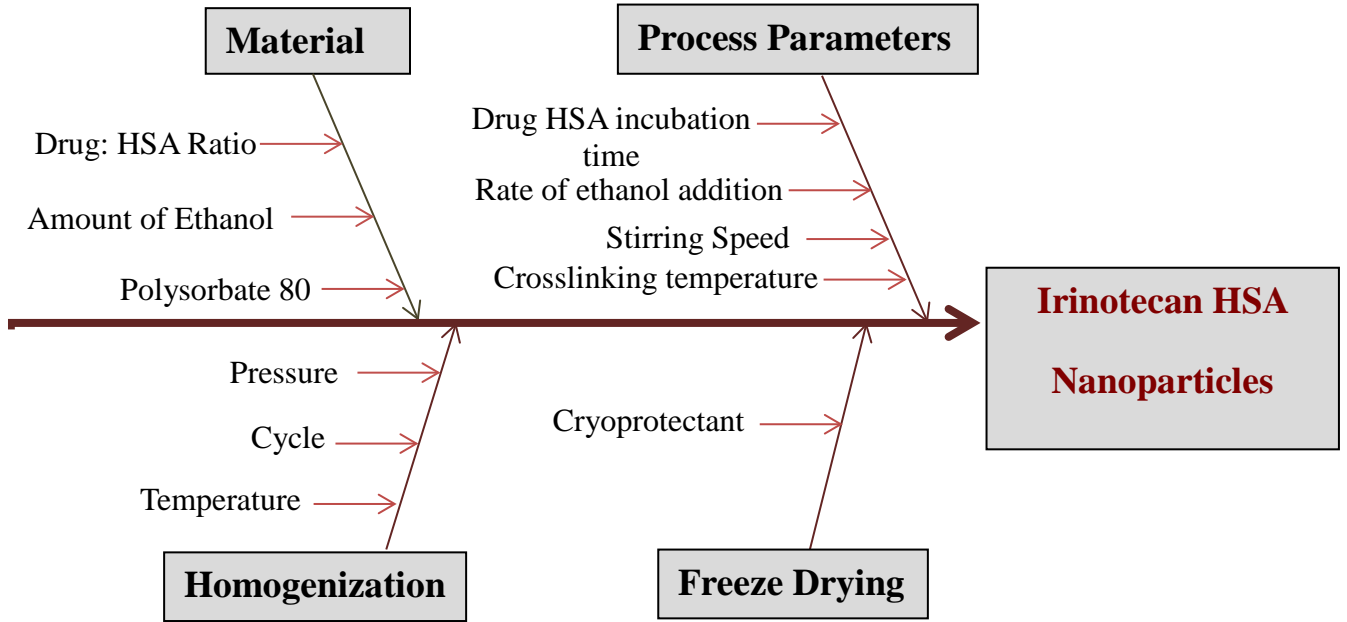 Material
Process Parameters
Drug: HSA Ratio
Amount of Ethanol
Polysorbate 80
Drug HSA incubation
time
Rate of ethanol addition
Stirring Speed
Crosslinking temperature
Irinotecan HSA
Nanoparticles
Pressure
Cycle
Temperature
Cryoprotectant
Homogenization
Freeze Drying